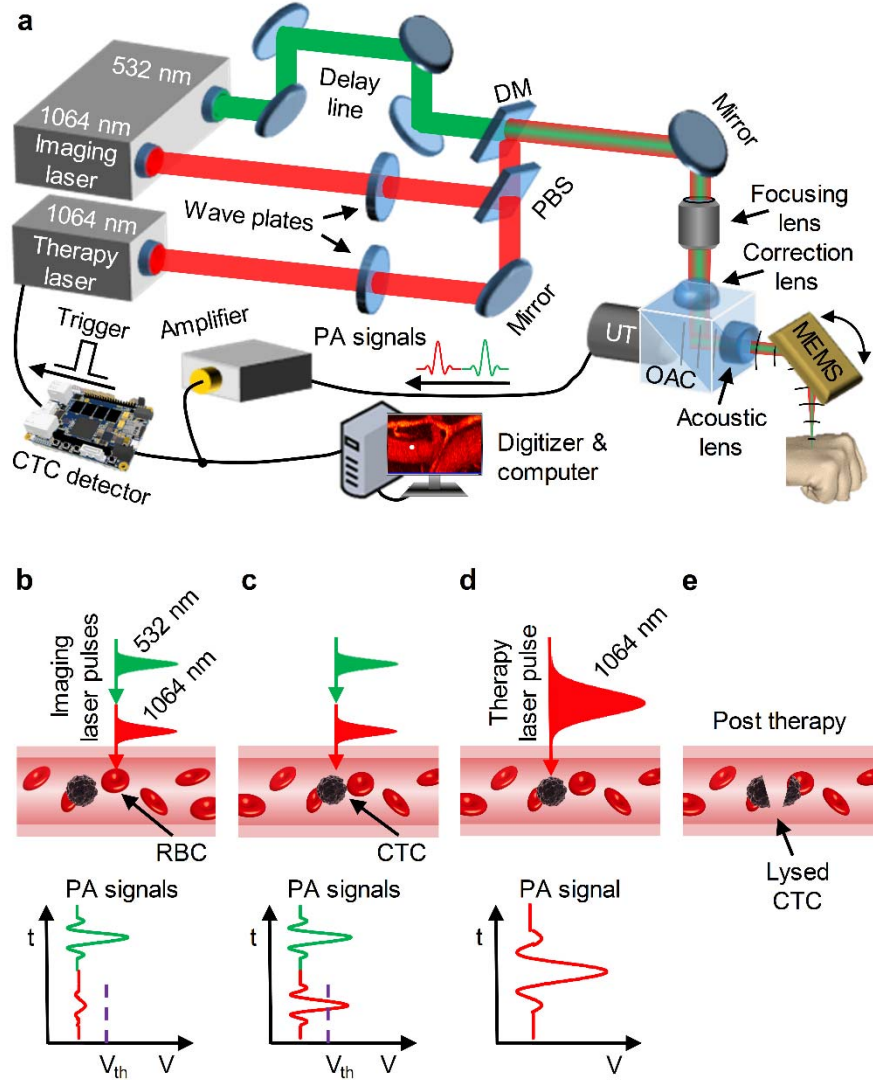 a
532 nm
1064 nm
Imaging
laser
Delay
line
DM
Mirror
1064 nm
Therapy
laser
Wave plates
PBS
Mirror
Focusing
lens
Correction
lens
Trigger
Amplifier
PA signals
UT
OAC
MEMS
Acoustic
lens
CTC detector
Digitizer &
computer
b
c
d
e
Imaging
laser pulses
532 nm
1064 nm
Therapy
laser pulse
1064 nm
Post therapy
RBC
CTC
Lysed
CTC
PA signals
t
Vth
V
PA signals
t
Vth
V
PA signal
t
V